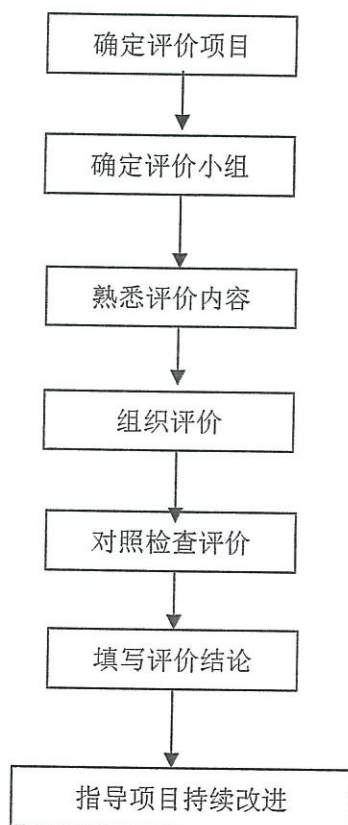 确定评价项目
确定评价小组
熟悉评价内容
组织评价
对照检查评价
填写评价结论
指导项目持续改进